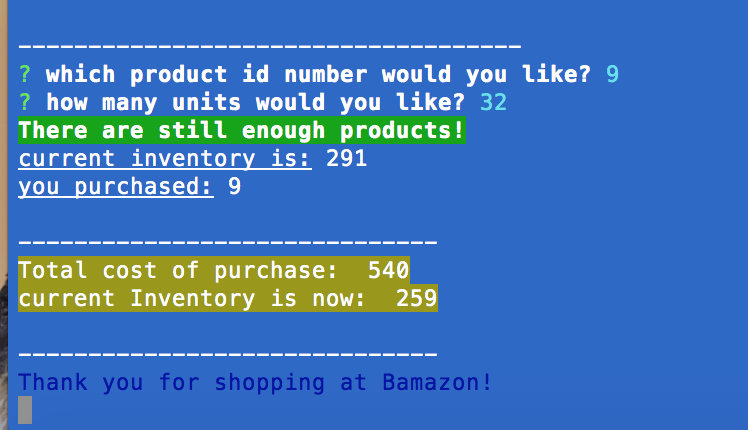 ------------------------------------
? which product id number would you like? 9
? how many units would you like? 32
There are still enough products!
current inventory is: 291
you purchased: 9
------------------------------
Total cost of purchase:  540
current Inventory is now:  259
------------------------------
Thank you for shopping at Bamazon!